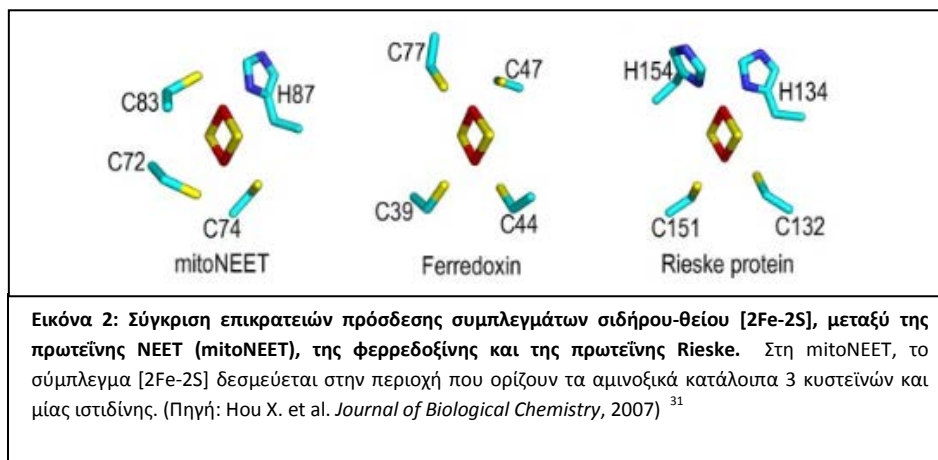 C77
C47
H154
H134
C83
H87
C72
C74
C39
C44
C151
C132
mitoNEET
Ferredoxin
Rieske protein
Εικόνα 2: Σύγκριση επικρατειών πρόσδεσης συμπλεγμάτων σιδήρου-θείου [2Fe-2S], μεταξύ της
πρωτεΐνης NEET (mitoNEET), της φερρεδοξίνης και της πρωτεΐνης Rieske. Στη mitoNEET, το
σύμπλεγμα [2Fe-2S] δεσμεύεται στην περιοχή που ορίζουν τα αμινοξικά κατάλοιπα 3 κυστεϊνών και
μίας ιστιδίνης. (Πηγή: Hou X. et al. Journal of Biological Chemistry, 2007) 31